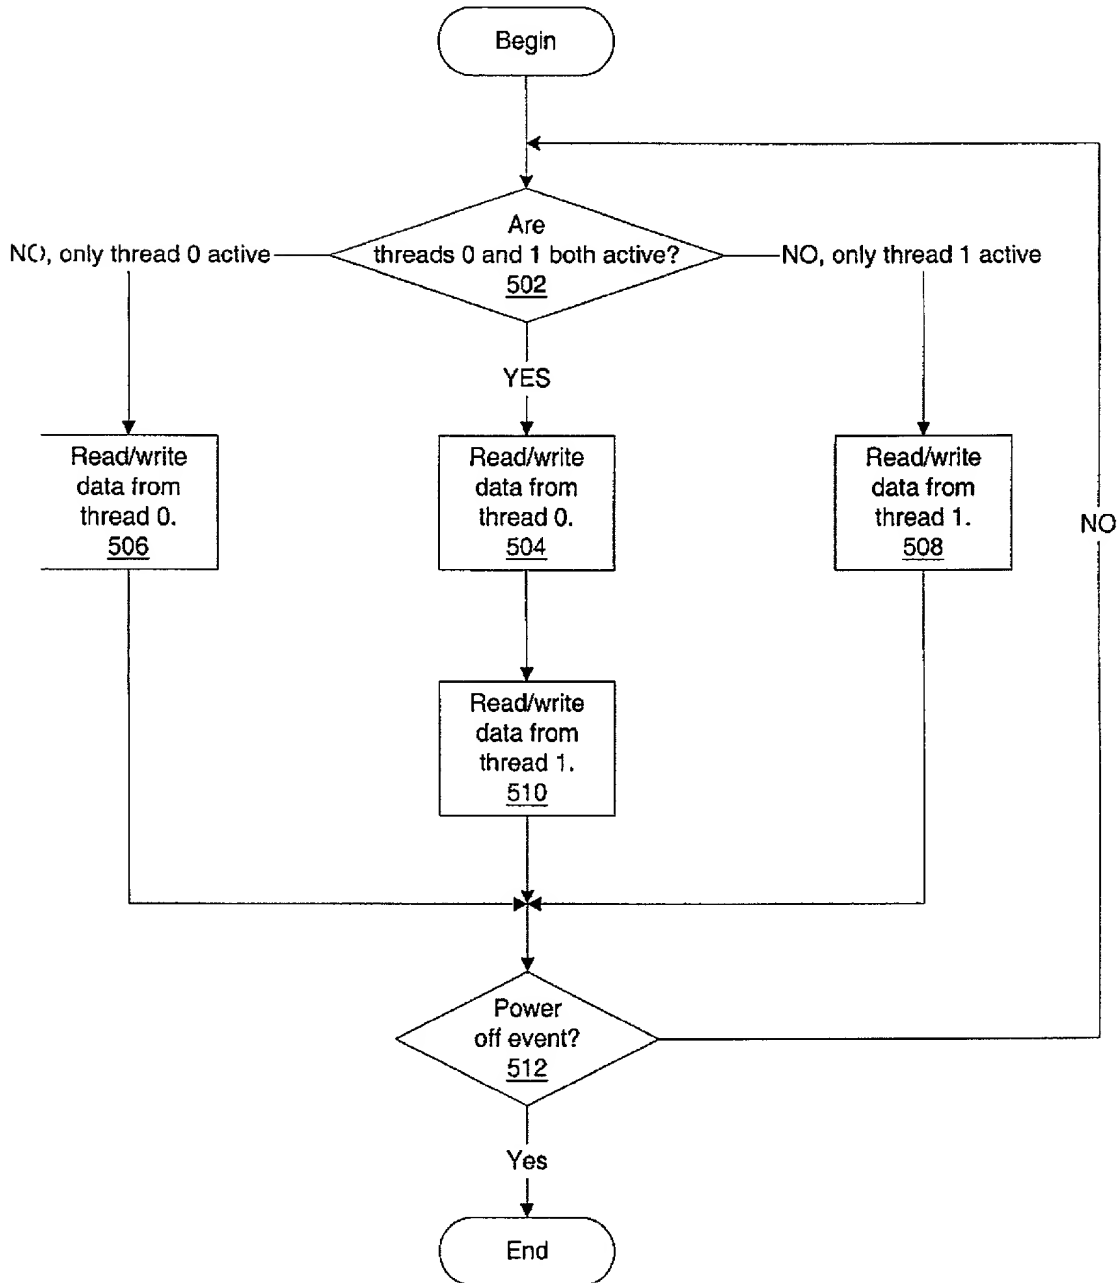 Begin
Are
threads 0 and 1 both active?
502
NO, only thread 0 active
NO, only thread 1 active
YES
Read/write
data from
thread 0.
506
Read/write
data from
thread 0.
504
Read/write
data from
thread 1.
508
NO
Read/write
data from
thread 1.
510
Power
off event?
512
Yes
End